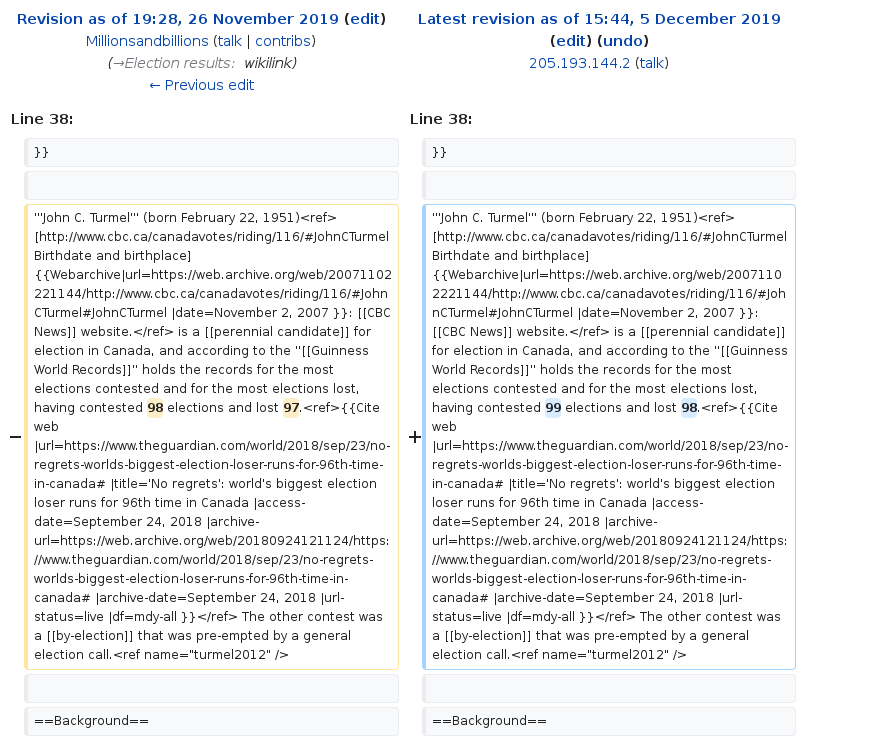 Revision as of 19:28, 26 November 2019 (edit)
Millionsandbillions (talk | contribs)
(→Election results: wikilink)
← Previous edit
Latest revision as of 15:44, 5 December 2019
(edit) (undo)
205.193.144.2 (talk)
Line 38:
Line 38:
}}
}}
−
'''John C. Turmel''' (born February 22, 1951)<ref>
[http://www.cbc.ca/canadavotes/riding/116/#JohnCTurmel
Birthdate and birthplace]
{{Webarchive|url=https://web.archive.org/web/20071102
221144/http://www.cbc.ca/canadavotes/riding/116/#John
CTurmel#JohnCTurmel |date=November 2, 2007 }}: [[CBC
News]] website.</ref> is a [[perennial candidate]] for
election in Canada, and according to the ''[[Guinness
World Records]]'' holds the records for the most
elections contested and for the most elections lost,
having contested 98 elections and lost 97.<ref>{{Cite
web
|url=https://www.theguardian.com/world/2018/sep/23/no-
regrets-worlds-biggest-election-loser-runs-for-96th-time-
in-canada# |title='No regrets': world's biggest election
loser runs for 96th time in Canada |access-
date=September 24, 2018 |archive-
url=https://web.archive.org/web/20180924121124/https:
//www.theguardian.com/world/2018/sep/23/no-regrets-
worlds-biggest-election-loser-runs-for-96th-time-in-
canada# |archive-date=September 24, 2018 |url-
status=live |df=mdy-all }}</ref> The other contest was
a [[by-election]] that was pre-empted by a general
election call.<ref name="turmel2012" />
+
'''John C. Turmel''' (born February 22, 1951)<ref>
[http://www.cbc.ca/canadavotes/riding/116/#JohnCTurmel
Birthdate and birthplace]
{{Webarchive|url=https://web.archive.org/web/2007110
2221144/http://www.cbc.ca/canadavotes/riding/116/#Joh
nCTurmel#JohnCTurmel |date=November 2, 2007 }}:
[[CBC News]] website.</ref> is a [[perennial candidate]]
for election in Canada, and according to the ''[[Guinness
World Records]]'' holds the records for the most
elections contested and for the most elections lost,
having contested 99 elections and lost 98.<ref>{{Cite
web
|url=https://www.theguardian.com/world/2018/sep/23/no-
regrets-worlds-biggest-election-loser-runs-for-96th-time-
in-canada# |title='No regrets': world's biggest election
loser runs for 96th time in Canada |access-
date=September 24, 2018 |archive-
url=https://web.archive.org/web/20180924121124/https:
//www.theguardian.com/world/2018/sep/23/no-regrets-
worlds-biggest-election-loser-runs-for-96th-time-in-
canada# |archive-date=September 24, 2018 |url-
status=live |df=mdy-all }}</ref> The other contest was
a [[by-election]] that was pre-empted by a general
election call.<ref name="turmel2012" />
==Background==
==Background==